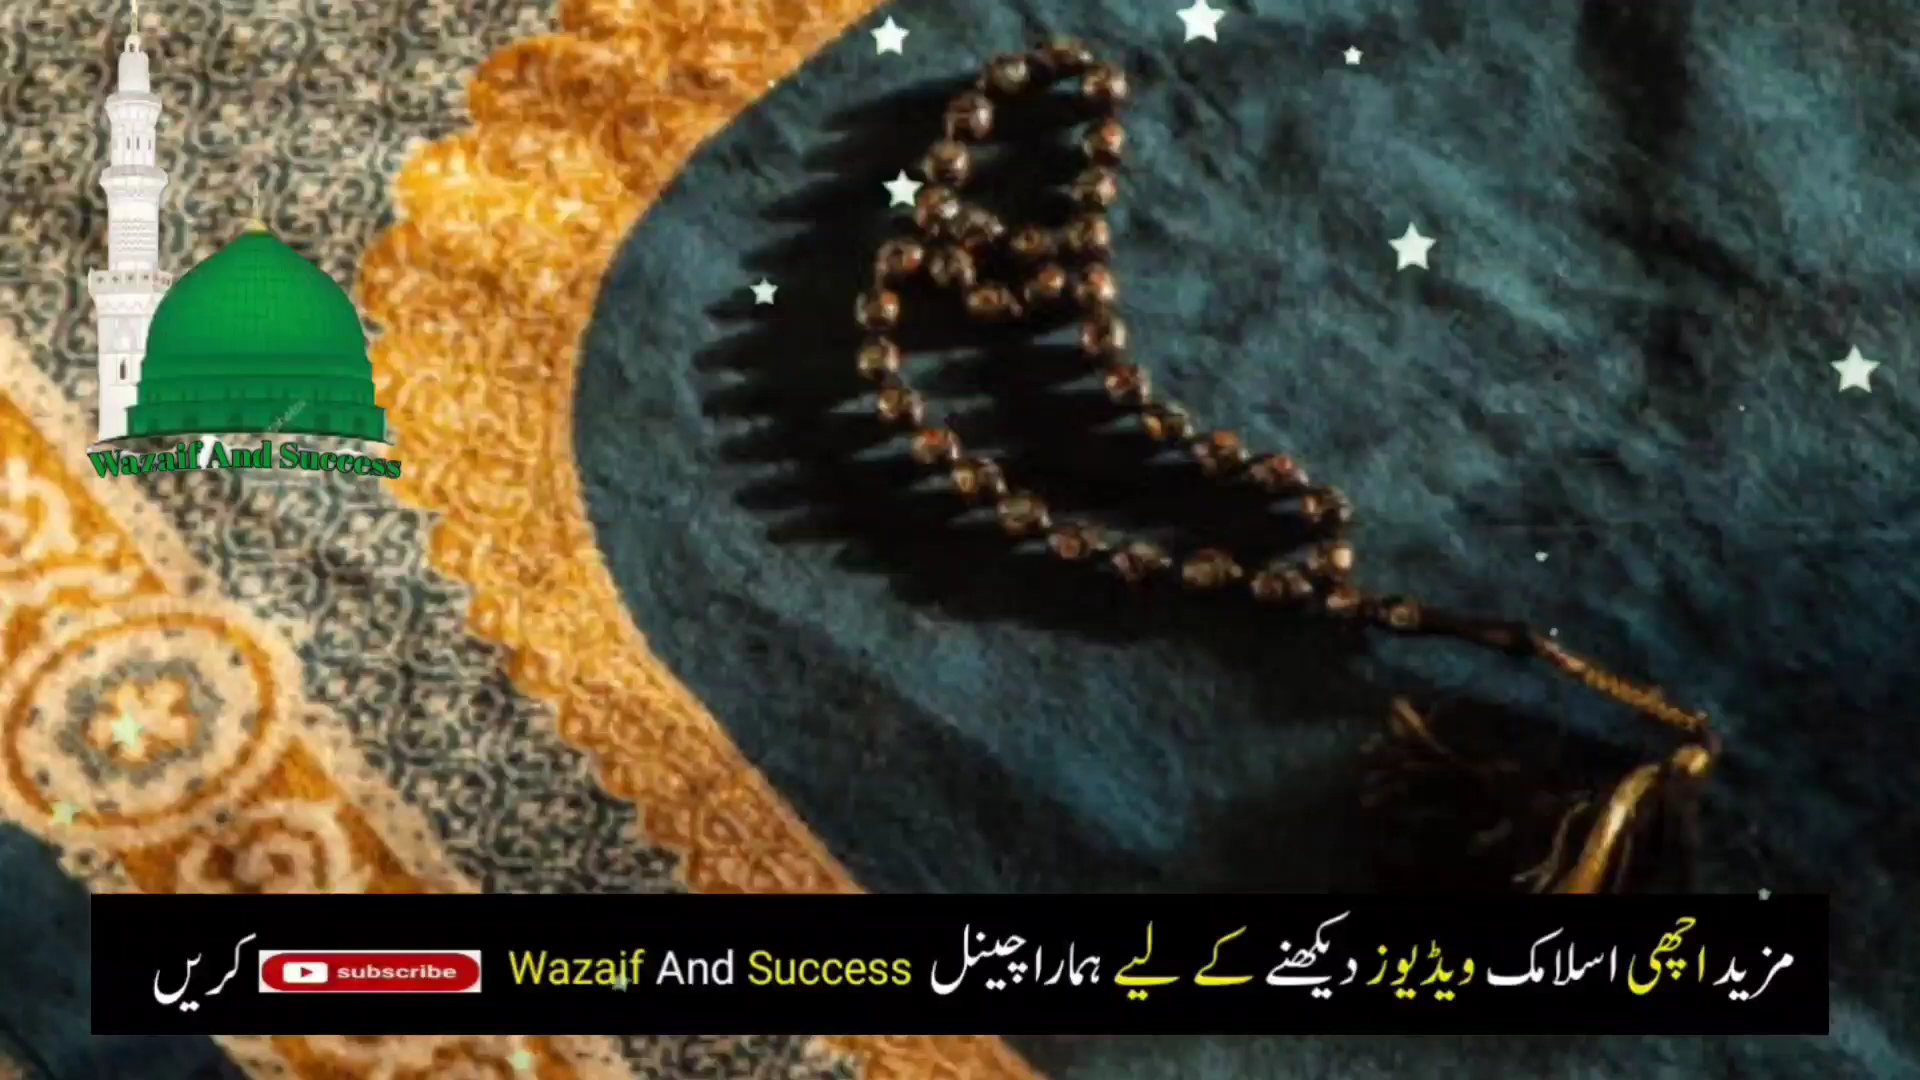 Wazaif And Success
مزید اچھی اسلامک ویڈیوز دیکھنے کے لیے ہمارا چینل Wazaif And Success subscribe کریں